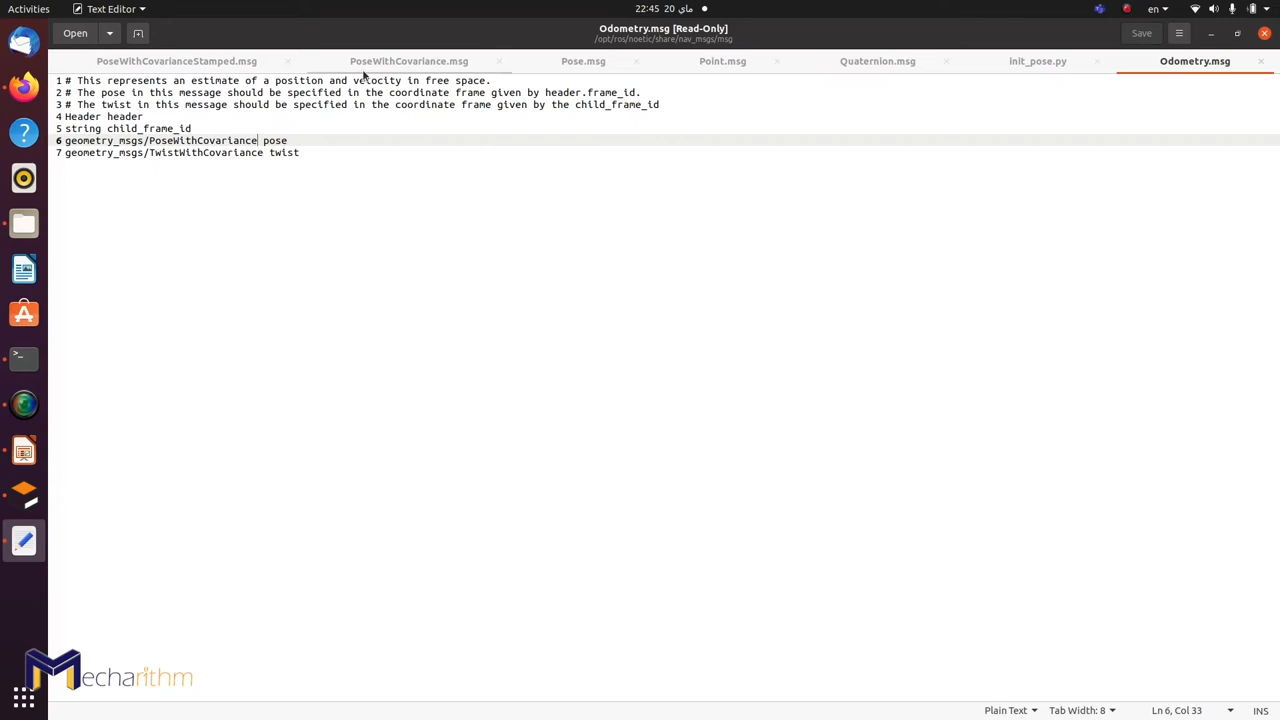 Activities
Text Editor
22:45 20 ماي
en
Open
Odometry.msg [Read-Only]
/opt/ros/noetic/share/nav_msgs/msg
Save
PoseWithCovarianceStamped.msg
PoseWithCovariance.msg
Pose.msg
Point.msg
Quaternion.msg
init_pose.py
Odometry.msg
1 # This represents an estimate of a position and velocity in free space.
2 # The pose in this message should be specified in the coordinate frame given by header.frame_id.
3 # The twist in this message should be specified in the coordinate frame given by the child_frame_id
4 Header header
5 string child_frame_id
6 geometry_msgs/PoseWithCovariance pose
7 geometry_msgs/TwistWithCovariance twist
Mecharithm
Plain Text
Tab Width: 8
Ln 6, Col 33
INS